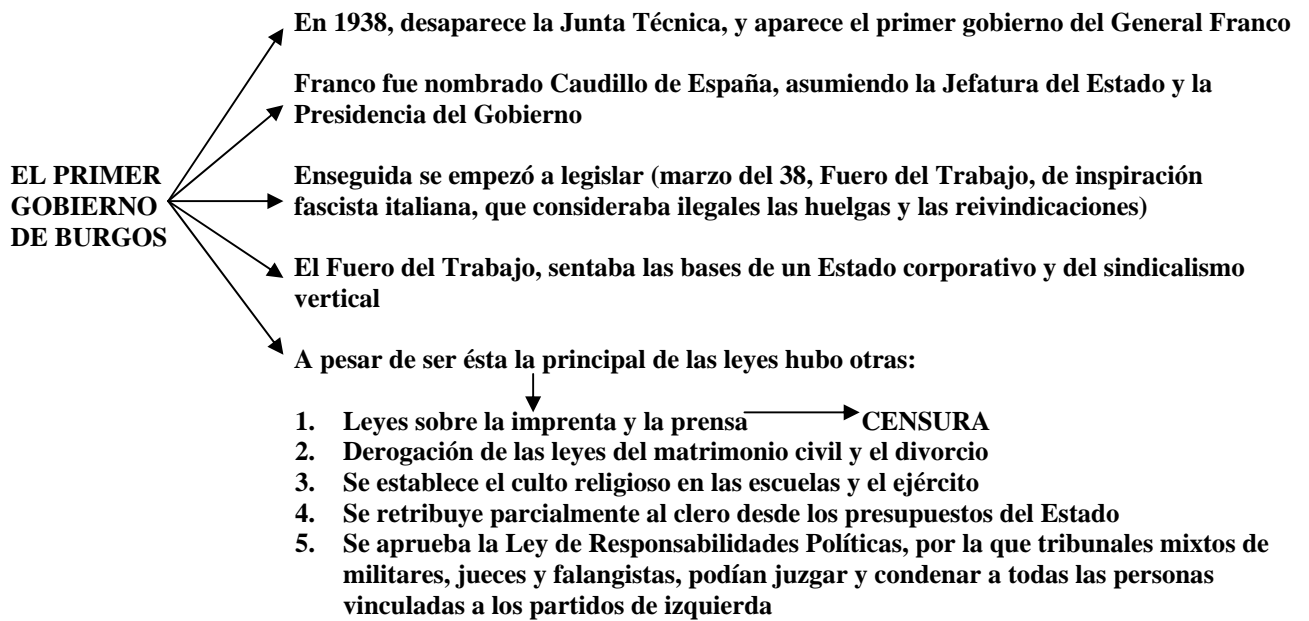 En 1938, desaparece la Junta Técnica, y aparece el primer gobierno del General Franco
Franco fue nombrado Caudillo de España, asumiendo la Jefatura del Estado y la
Presidencia del Gobierno
EL PRIMER
GOBIERNO
DE BURGOS
Enseguida se empezó a legislar (marzo del 38, Fuero del Trabajo, de inspiración
fascista italiana, que consideraba ilegales las huelgas y las reivindicaciones)
El Fuero del Trabajo, sentaba las bases de un Estado corporativo y del sindicalismo
vertical
A pesar de ser ésta la principal de las leyes hubo otras:
1. Leyes sobre la imprenta y la prensa CENSURA
2. Derogación de las leyes del matrimonio civil y el divorcio
3. Se establece el culto religioso en las escuelas y el ejército
4. Se retribuye parcialmente al clero desde los presupuestos del Estado
5. Se aprueba la Ley de Responsabilidades Políticas, por la que tribunales mixtos de
militares, jueces y falangistas, podían juzgar y condenar a todas las personas
vinculadas a los partidos de izquierda